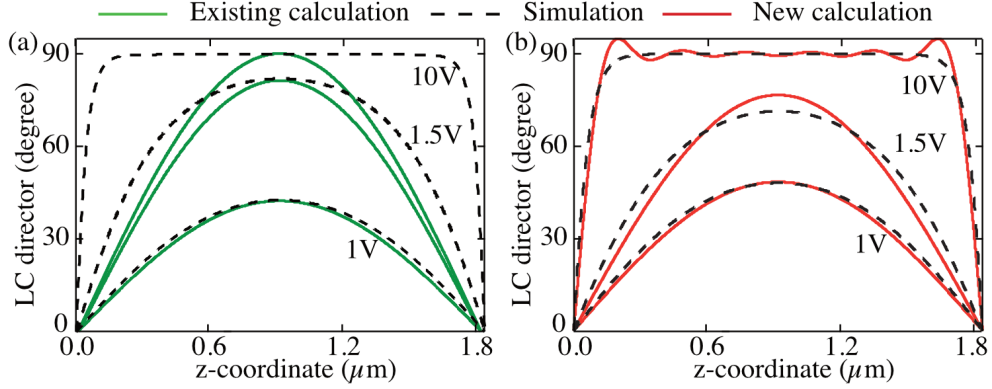 Existing calculation Simulation New calculation
(a)
90
60
30
0
LC director (degree)
10V
1.5V
1V
0.0 0.6 1.2 1.8
z-coordinate (μm)
(b)
90
60
30
0
LC director (degree)
10V
1.5V
1V
0.0 0.6 1.2 1.8
z-coordinate (μm)